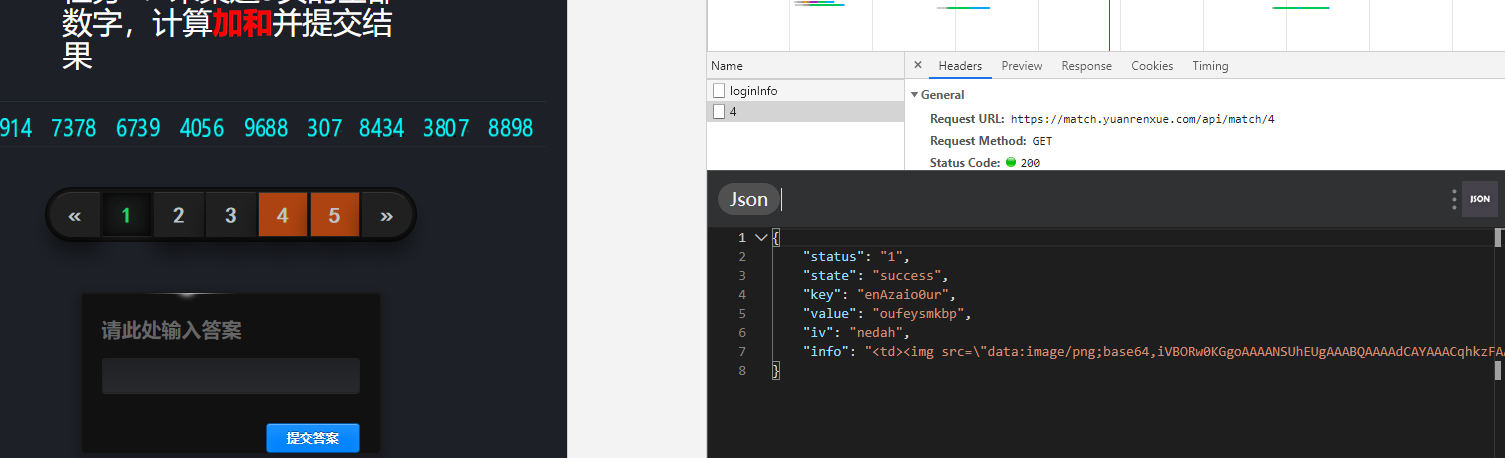 数字，计算加和并提交结
果
914 7378 6739 4056 9688 307 8434 3807 8898
« 1 2 3 4 5 »
请此处输入答案
提交答案
Name
loginInfo
4
× Headers Preview Response Cookies Timing
General
Request URL: https://match.yuanrenxue.com/api/match/4
Request Method: GET
Status Code: 200
Json
JSON
1 {
2 "status": "1",
3 "state": "success",
4 "key": "enAzaio0ur",
5 "value": "oufeysmkbp",
6 "iv": "nedah",
7 "info": "<td><img src=\"data:image/png;base64,iVBORw0KGgoAAAANSUhEUgAAABQAAAAdCAYAAACqhkzFAA
8 }